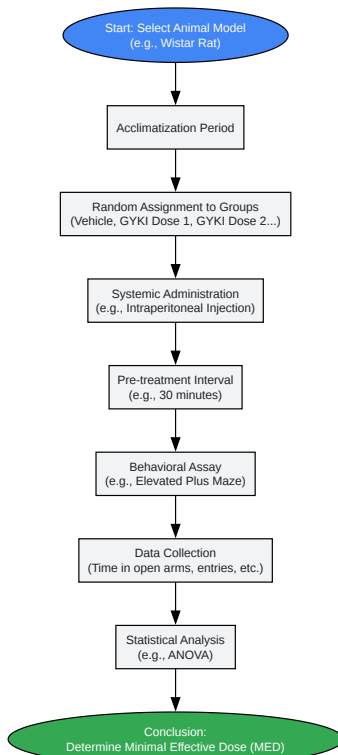 Start: Select Animal Model
(e.g., Wistar Rat)
Acclimatization Period
Random Assignment to Groups
(Vehicle, GYKI Dose 1, GYKI Dose 2...)
Systemic Administration
(e.g., Intraperitoneal Injection)
Pre-treatment Interval
(e.g., 30 minutes)
Behavioral Assay
(e.g., Elevated Plus Maze)
Data Collection
(Time in open arms, entries, etc.)
Statistical Analysis
(e.g., ANOVA)
Conclusion:
Determine Minimal Effective Dose (MED)